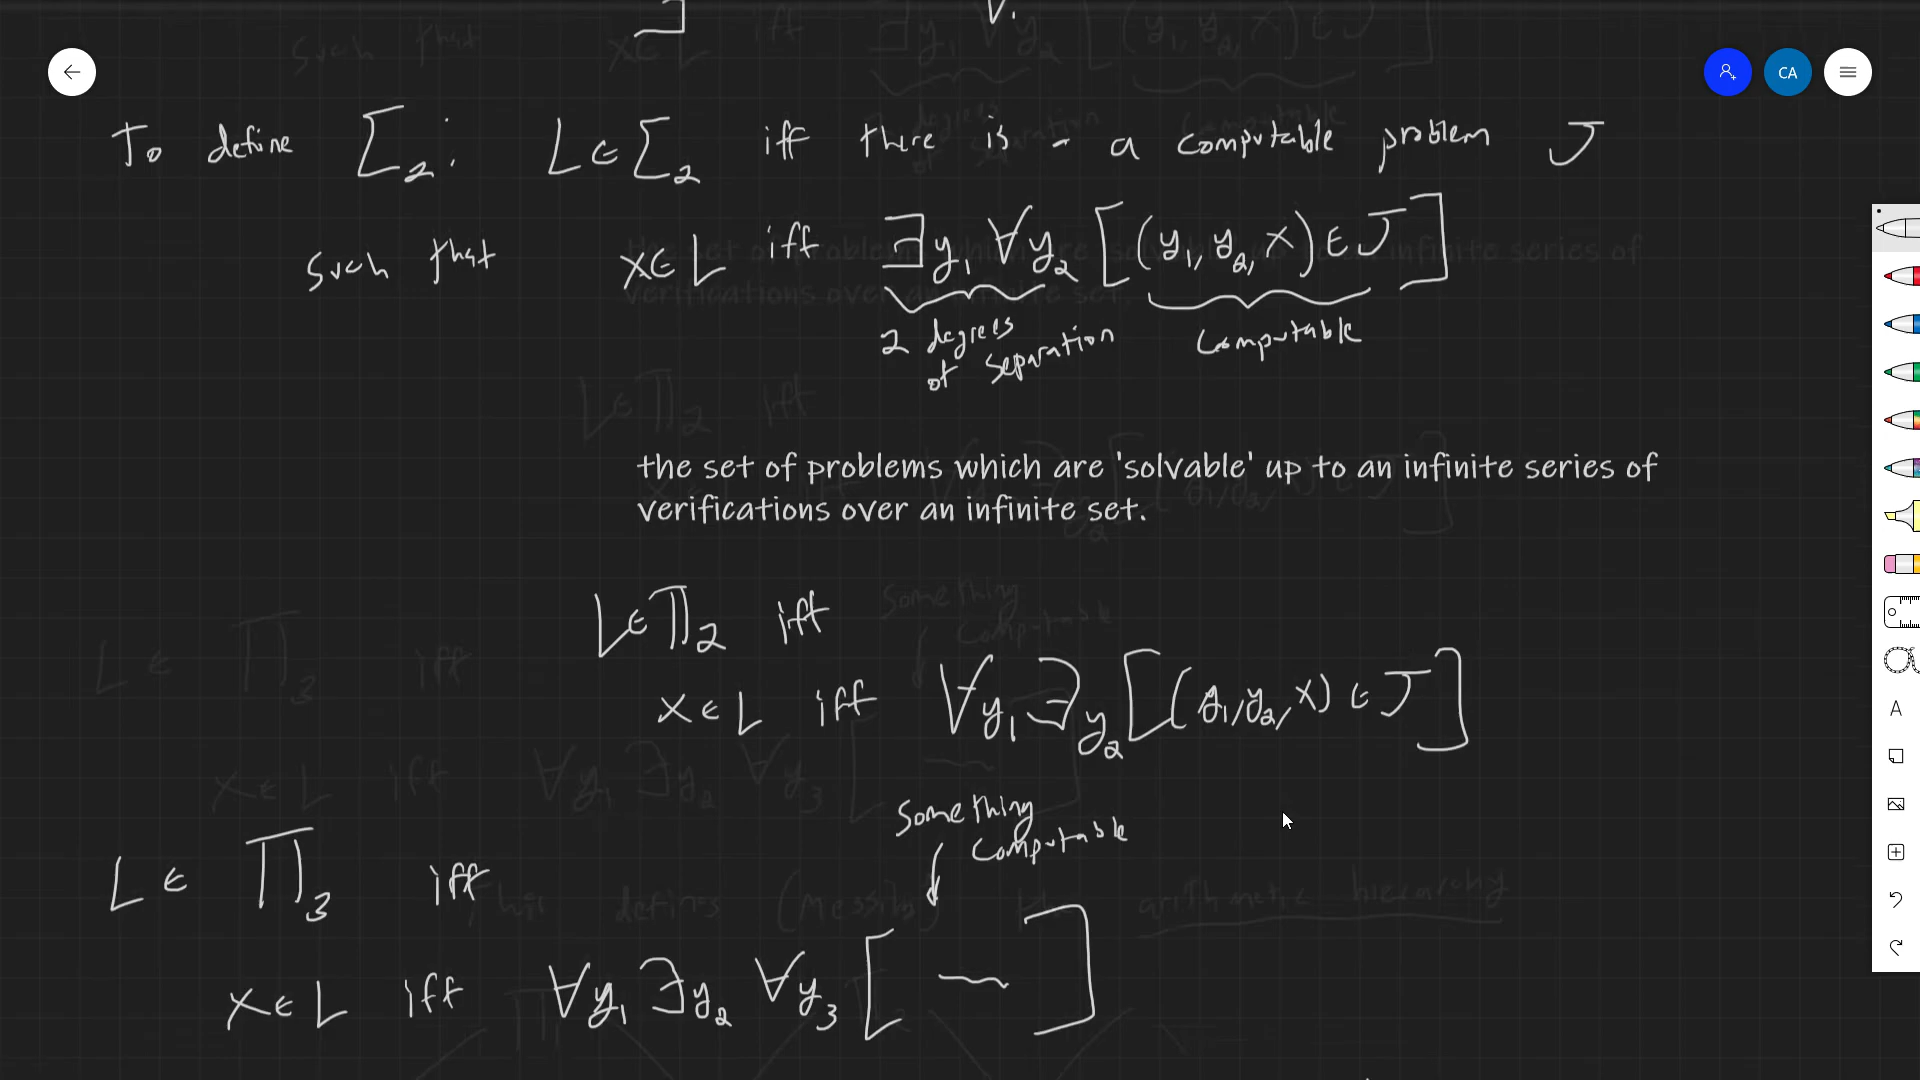 CA
To define Σ₂: L ∈ Σ₂ iff there is a computable problem J
such that x ∈ L iff ∃y₁ ∀y₂ [(y₁, y₂, x) ∈ J]
2 degrees of separation
computable
the set of problems which are 'solvable' up to an infinite series of
verifications over an infinite set.
L ∈ Π₂ iff
x ∈ L iff ∀y₁ ∃y₂ [(y₁, y₂, x) ∈ J]
Something
computable
L ∈ Π₃ iff
x ∈ L iff ∀y₁ ∃y₂ ∀y₃ [ — ]
A